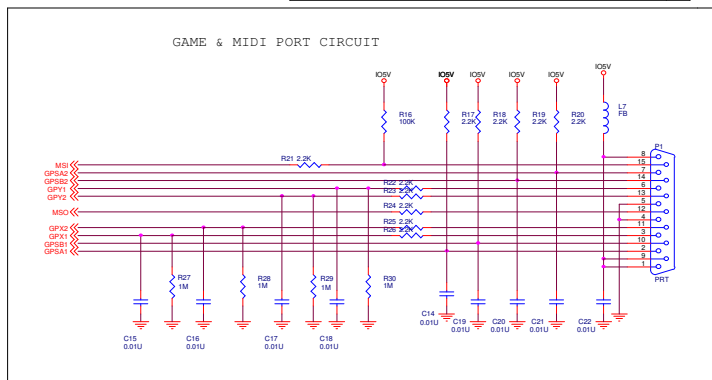 GAME & MIDI PORT CIRCUIT
IO5V IO5V IO5V IO5V IO5V IO5V
L7
FB
R16
100K
R17
2.2K
R18
2.2K
R19
2.2K
R20
2.2K
P1
R21 2.2K
MSI
GPSA2
GPSB2
GPY1
GPY2
MSO
GPX2
GPX1
GPSB1
GPSA1
R22 2.2K
R23 2.2K
R24 2.2K
R25 2.2K
R26 2.2K
8
15
7
14
6
13
5
12
4
11
3
10
2
9
1
PRT
R27
1M
R28
1M
R29
1M
R30
1M
C15
0.01U
C16
0.01U
C17
0.01U
C18
0.01U
C14
0.01U
C19
0.01U
C20
0.01U
C21
0.01U
C22
0.01U